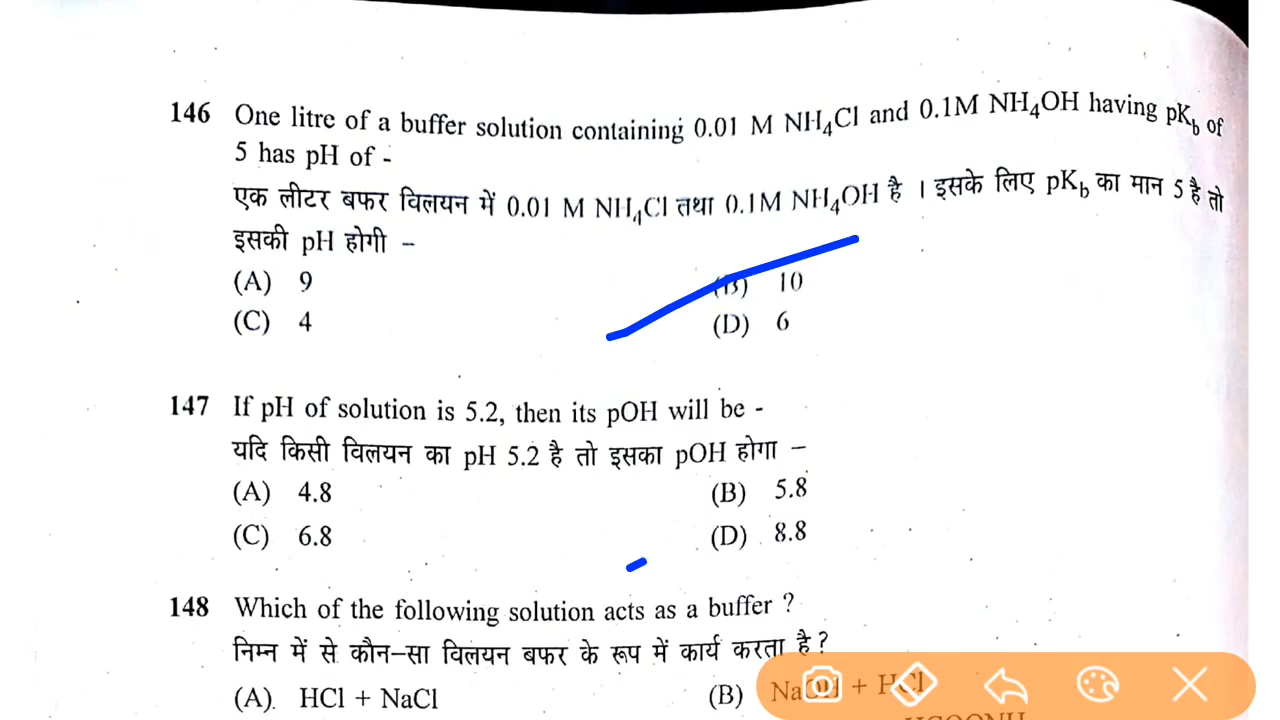 146 One litre of a buffer solution containing 0.01 M NH₄Cl and 0.1M NH₄OH having pK_b of
5 has pH of -
एक लीटर बफर विलयन में 0.01 M NH₄Cl तथा 0.1M NH₄OH है । इसके लिए pK_b का मान 5 है तो
इसकी pH होगी –
(A) 9 (B) 10
(C) 4 (D) 6
147 If pH of solution is 5.2, then its pOH will be -
यदि किसी विलयन का pH 5.2 है तो इसका pOH होगा –
(A) 4.8 (B) 5.8
(C) 6.8 (D) 8.8
148 Which of the following solution acts as a buffer ?
निम्न में से कौन–सा विलयन बफर के रूप में कार्य करता है ?
(A). HCl + NaCl (B) NaOH + HCl